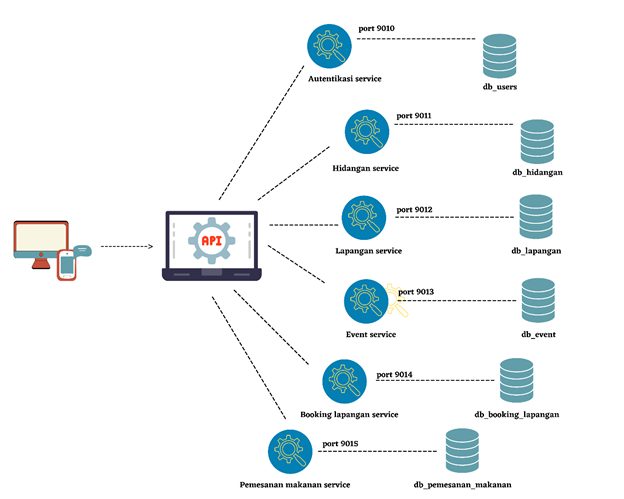 port 9010
Autentikasi service
db_users
port 9011
Hidangan service
db_hidangan
port 9012
Lapangan service
db_lapangan
API
port 9013
Event service
db_event
port 9014
Booking lapangan service
db_booking_lapangan
port 9015
Pemesanan makanan service
db_pemesanan_makanan